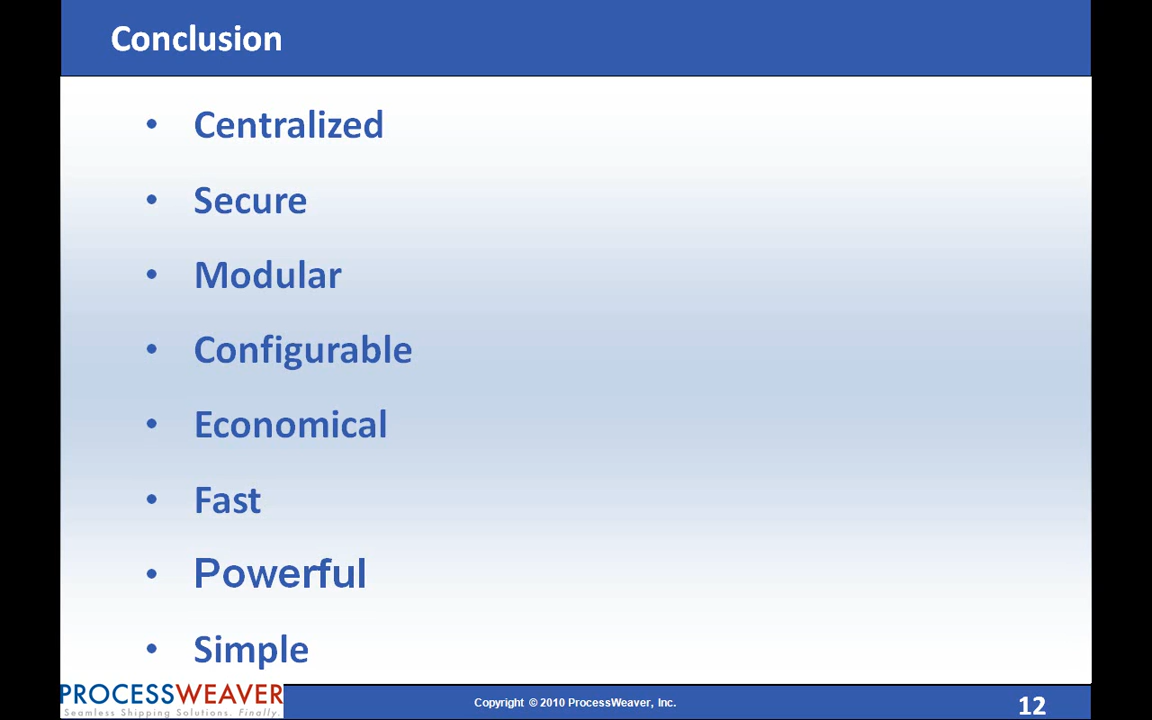 Conclusion
• Centralized
• Secure
• Modular
• Configurable
• Economical
• Fast
• Powerful
• Simple
PROCESSWEAVER
Seamless Shipping Solutions. Finally.
Copyright © 2010 ProcessWeaver, Inc.
12